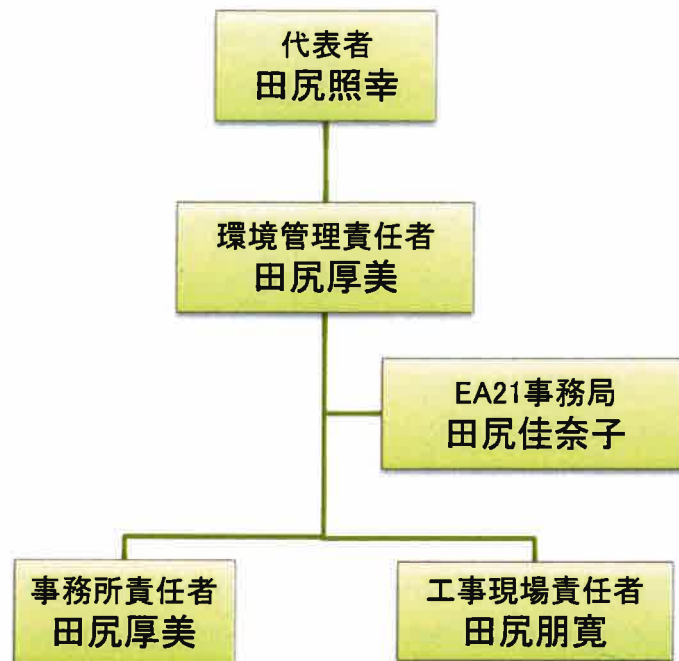 代表者
田尻照幸
環境管理責任者
田尻厚美
EA21事務局
田尻佳奈子
事務所責任者
田尻厚美
工事現場責任者
田尻朋寛